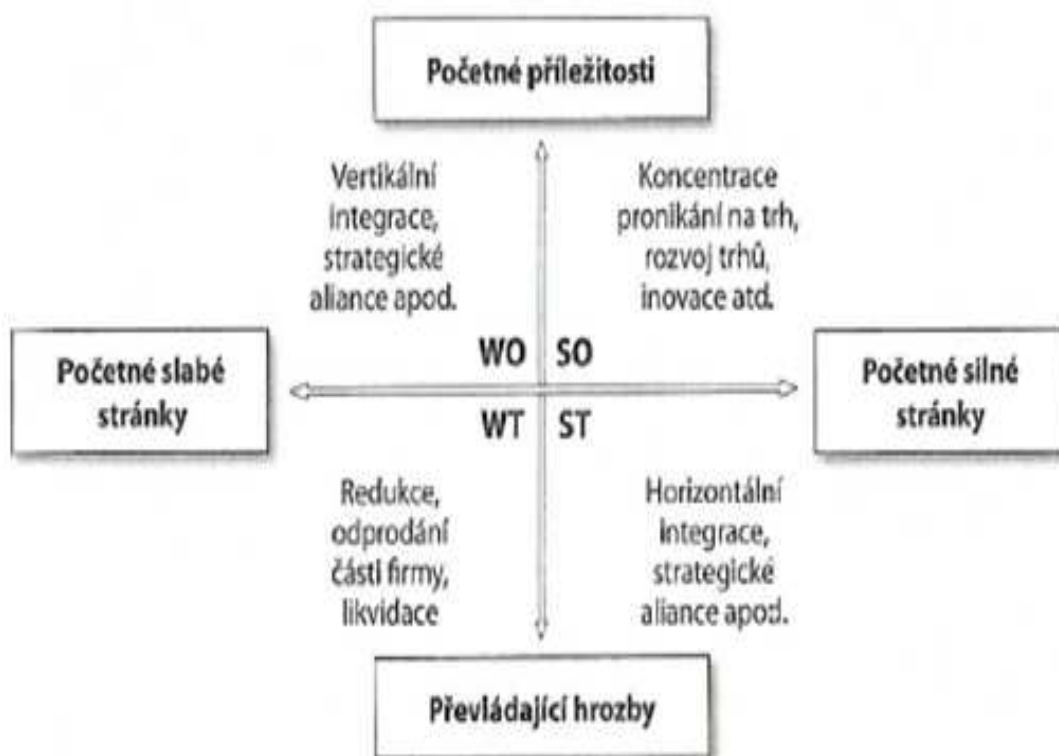 Početné příležitosti
Vertikální
integrace,
strategické
aliance apod.
Koncentrace
pronikání na trh,
rozvoj trhů,
inovace atd.
Početné slabé
stránky
WO
SO
WT
ST
Početné silné
stránky
Redukce,
odprodání
části firmy,
likvidace
Horizontální
integrace,
strategické
aliance apod.
Převládající hrozby